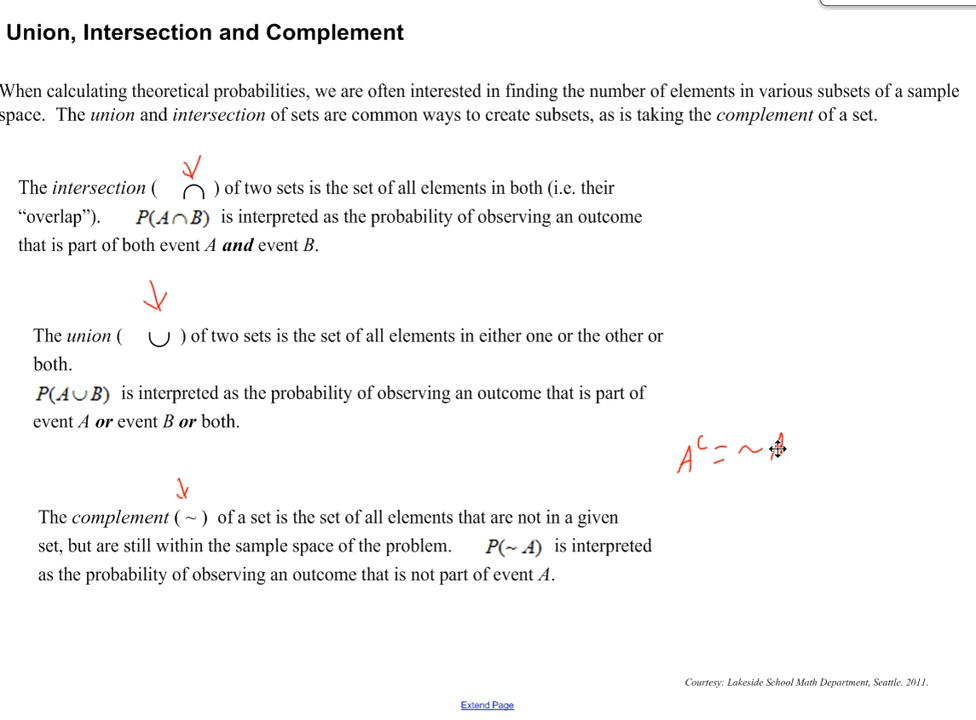 Union, Intersection and Complement
When calculating theoretical probabilities, we are often interested in finding the number of elements in various subsets of a sample
space. The union and intersection of sets are common ways to create subsets, as is taking the complement of a set.
The intersection ( ∩ ) of two sets is the set of all elements in both (i.e. their
“overlap”). P(A∩B) is interpreted as the probability of observing an outcome
that is part of both event A and event B.
The union ( ∪ ) of two sets is the set of all elements in either one or the other or
both.
P(A∪B) is interpreted as the probability of observing an outcome that is part of
event A or event B or both.
A^c = ~ A
The complement ( ~ ) of a set is the set of all elements that are not in a given
set, but are still within the sample space of the problem. P(~ A) is interpreted
as the probability of observing an outcome that is not part of event A.
Courtesy: Lakeside School Math Department, Seattle. 2011.
Extend Page